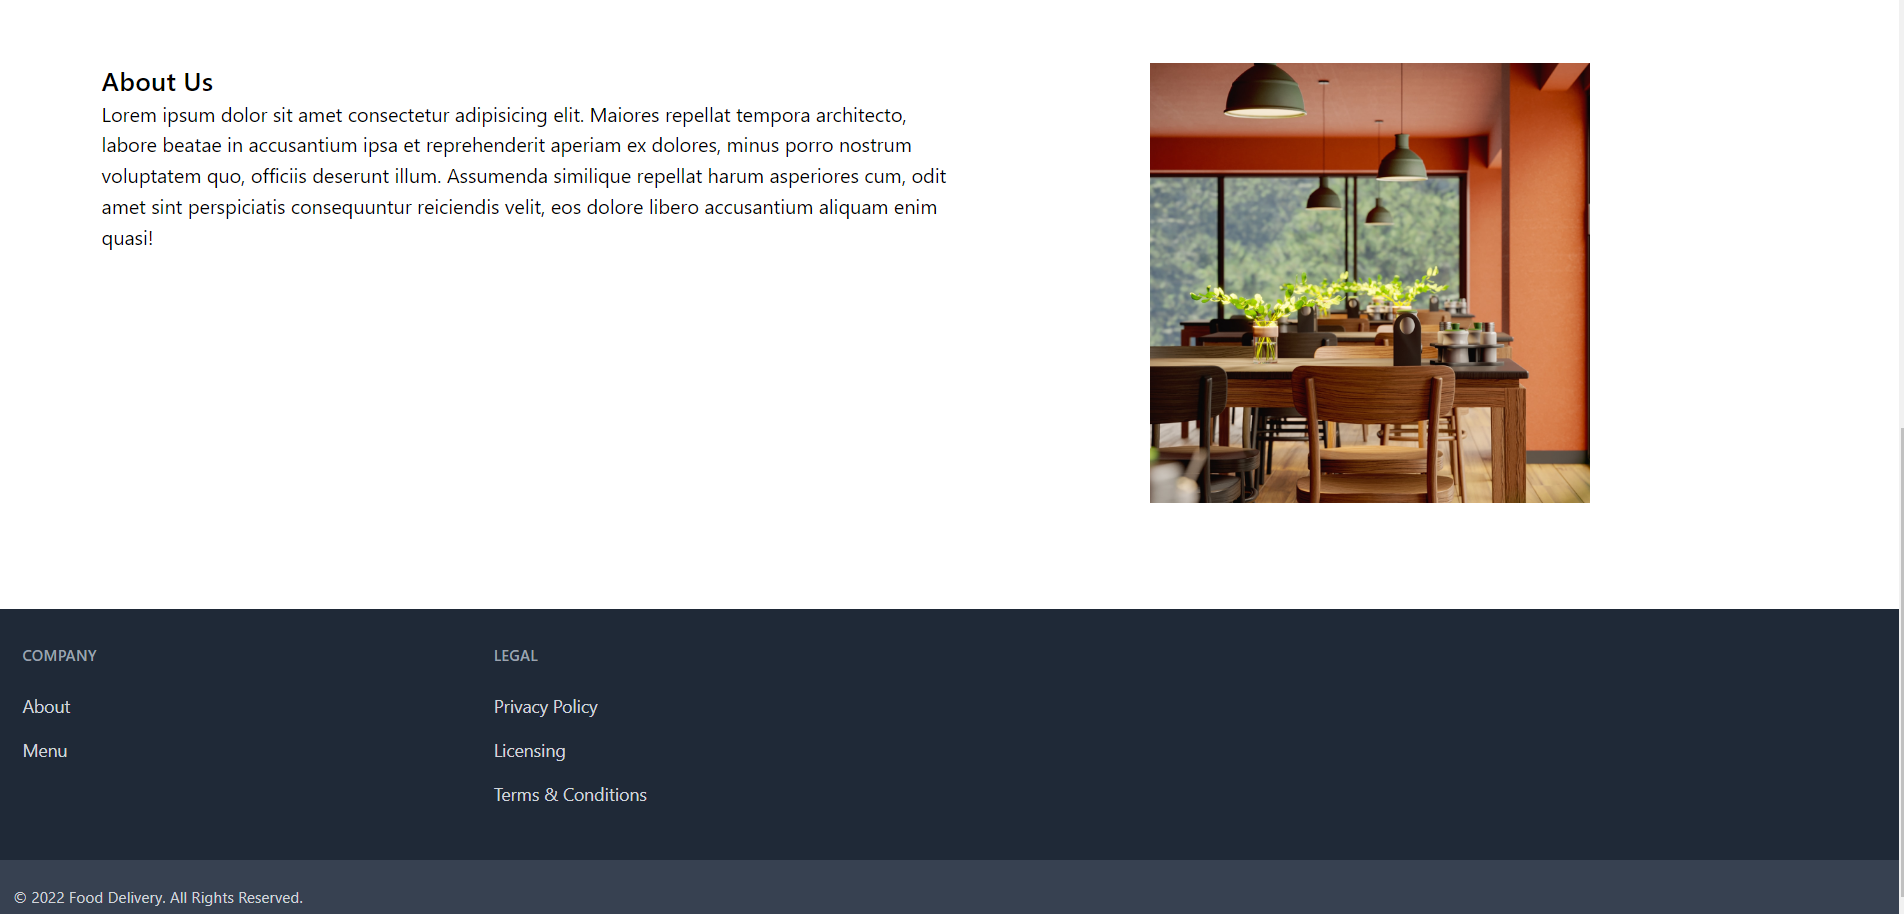 About Us
Lorem ipsum dolor sit amet consectetur adipisicing elit. Maiores repellat tempora architecto,
labore beatae in accusantium ipsa et reprehenderit aperiam ex dolores, minus porro nostrum
voluptatem quo, officiis deserunt illum. Assumenda similique repellat harum asperiores cum, odit
amet sint perspiciatis consequuntur reiciendis velit, eos dolore libero accusantium aliquam enim
quasi!
COMPANY
About
Menu
LEGAL
Privacy Policy
Licensing
Terms & Conditions
© 2022 Food Delivery. All Rights Reserved.